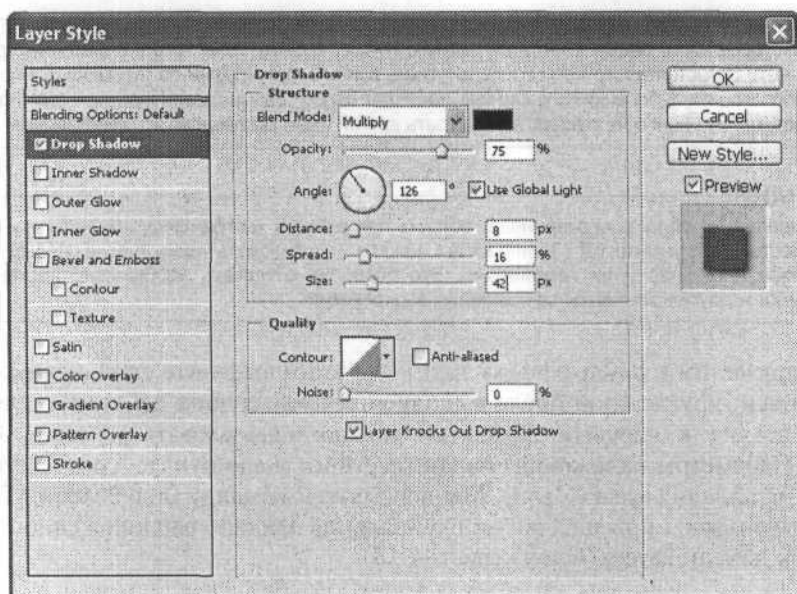 Layer Style
Styles
Blending Options: Default
Drop Shadow
Inner Shadow
Outer Glow
Inner Glow
Bevel and Emboss
Contour
Texture
Satin
Color Overlay
Gradient Overlay
Pattern Overlay
Stroke
Drop Shadow
Structure
Blend Mode: Multiply
Opacity: 75 %
Angle: 126 ° Use Global Light
Distance: 8 px
Spread: 16 %
Size: 42 px
Quality
Contour: Anti-aliased
Noise: 0 %
Layer Knocks Out Drop Shadow
OK
Cancel
New Style...
Preview